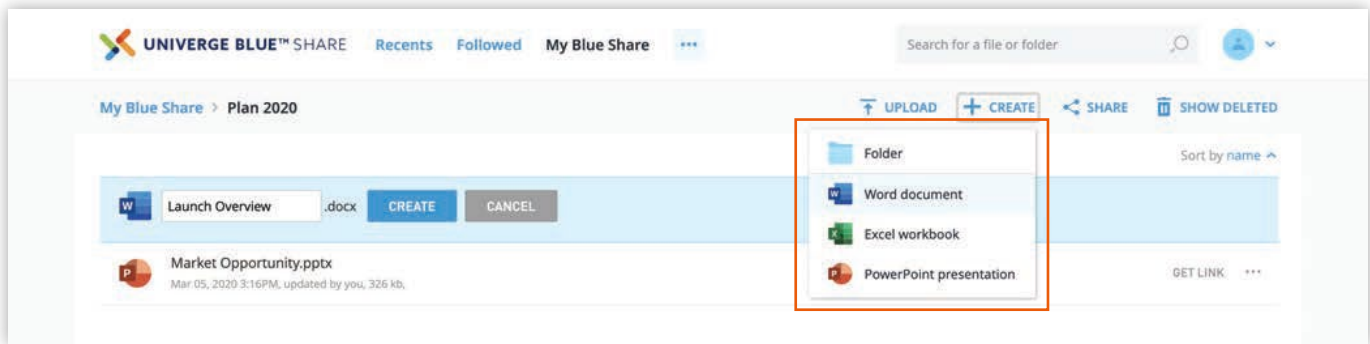 UNIVERGE BLUE™ SHARE Recents Followed My Blue Share Search for a file or folder
My Blue Share > Plan 2020 UPLOAD + CREATE SHARE SHOW DELETED
Folder Sort by name
W Launch Overview .docx CREATE CANCEL W Word document
X Excel workbook
P Market Opportunity.pptx P PowerPoint presentation GET LINK
Mar 05, 2020 3:16PM, updated by you, 326 kb,